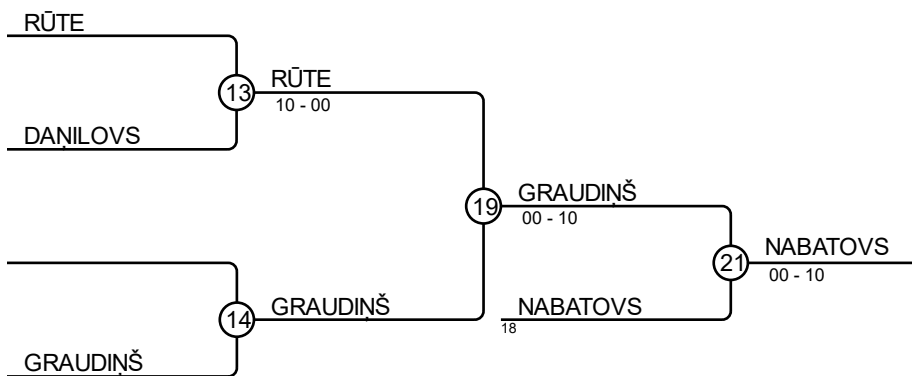 RŪTE
13
RŪTE
10 - 00
DAŅILOVS
19
GRAUDIŅŠ
00 - 10
21
NABATOVS
00 - 10
14
GRAUDIŅŠ
NABATOVS
18
GRAUDIŅŠ